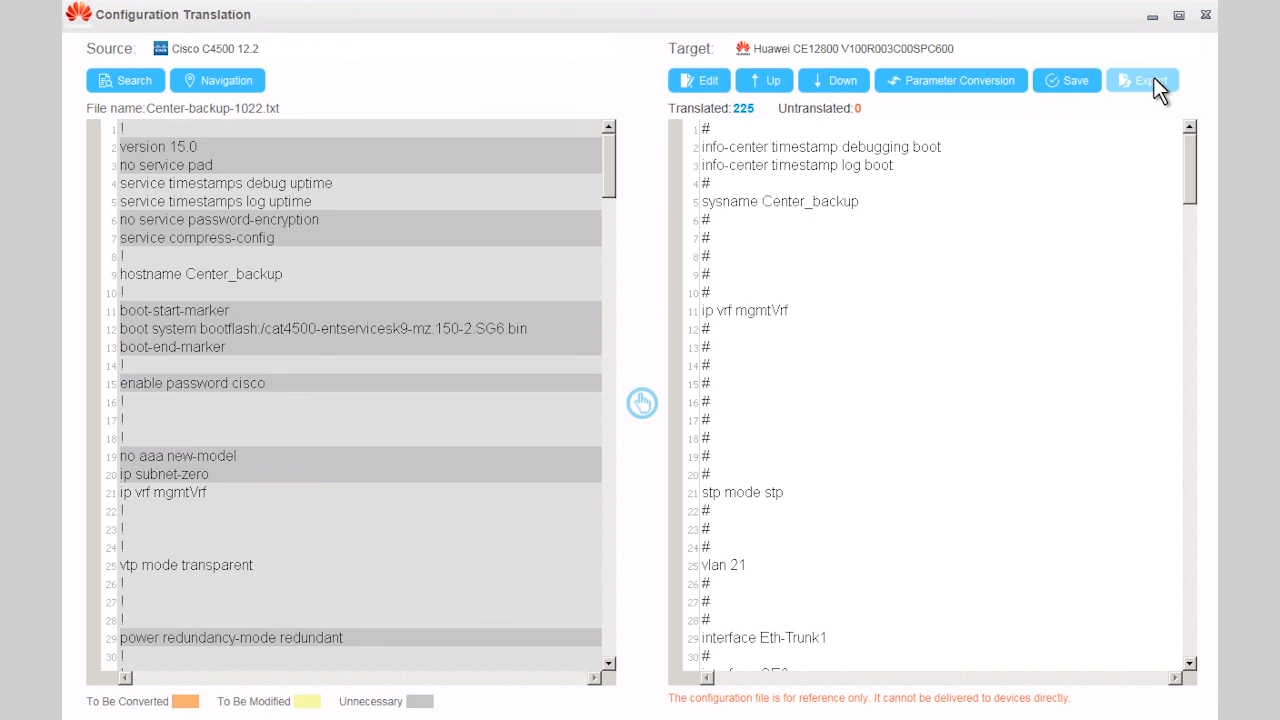 Configuration Translation
Source: Cisco C4500 12.2
Target: Huawei CE12800 V100R003C00SPC600
Search Navigation
Edit Up Down Parameter Conversion Save Export
File name:Center-backup-1022.txt
Translated:225 Untranslated:0
1 !
2 version 15.0
3 no service pad
4 service timestamps debug uptime
5 service timestamps log uptime
6 no service password-encryption
7 service compress-config
8 !
9 hostname Center_backup
10 !
11 boot-start-marker
12 boot system bootflash:/cat4500-entservicesk9-mz.150-2.SG6.bin
13 boot-end-marker
14 !
15 enable password cisco
16 !
17 !
18 !
19 no aaa new-model
20 ip subnet-zero
21 ip vrf mgmtVrf
22 !
23 !
24 !
25 vtp mode transparent
26 !
27 !
28 !
29 power redundancy-mode redundant
30 !
1 #
2 info-center timestamp debugging boot
3 info-center timestamp log boot
4 #
5 sysname Center_backup
6 #
7 #
8 #
9 #
10 #
11 ip vrf mgmtVrf
12 #
13 #
14 #
15 #
16 #
17 #
18 #
19 #
20 #
21 stp mode stp
22 #
23 #
24 #
25 vlan 21
26 #
27 #
28 #
29 interface Eth-Trunk1
30 #
To Be Converted To Be Modified Unnecessary
The configuration file is for reference only. It cannot be delivered to devices directly.